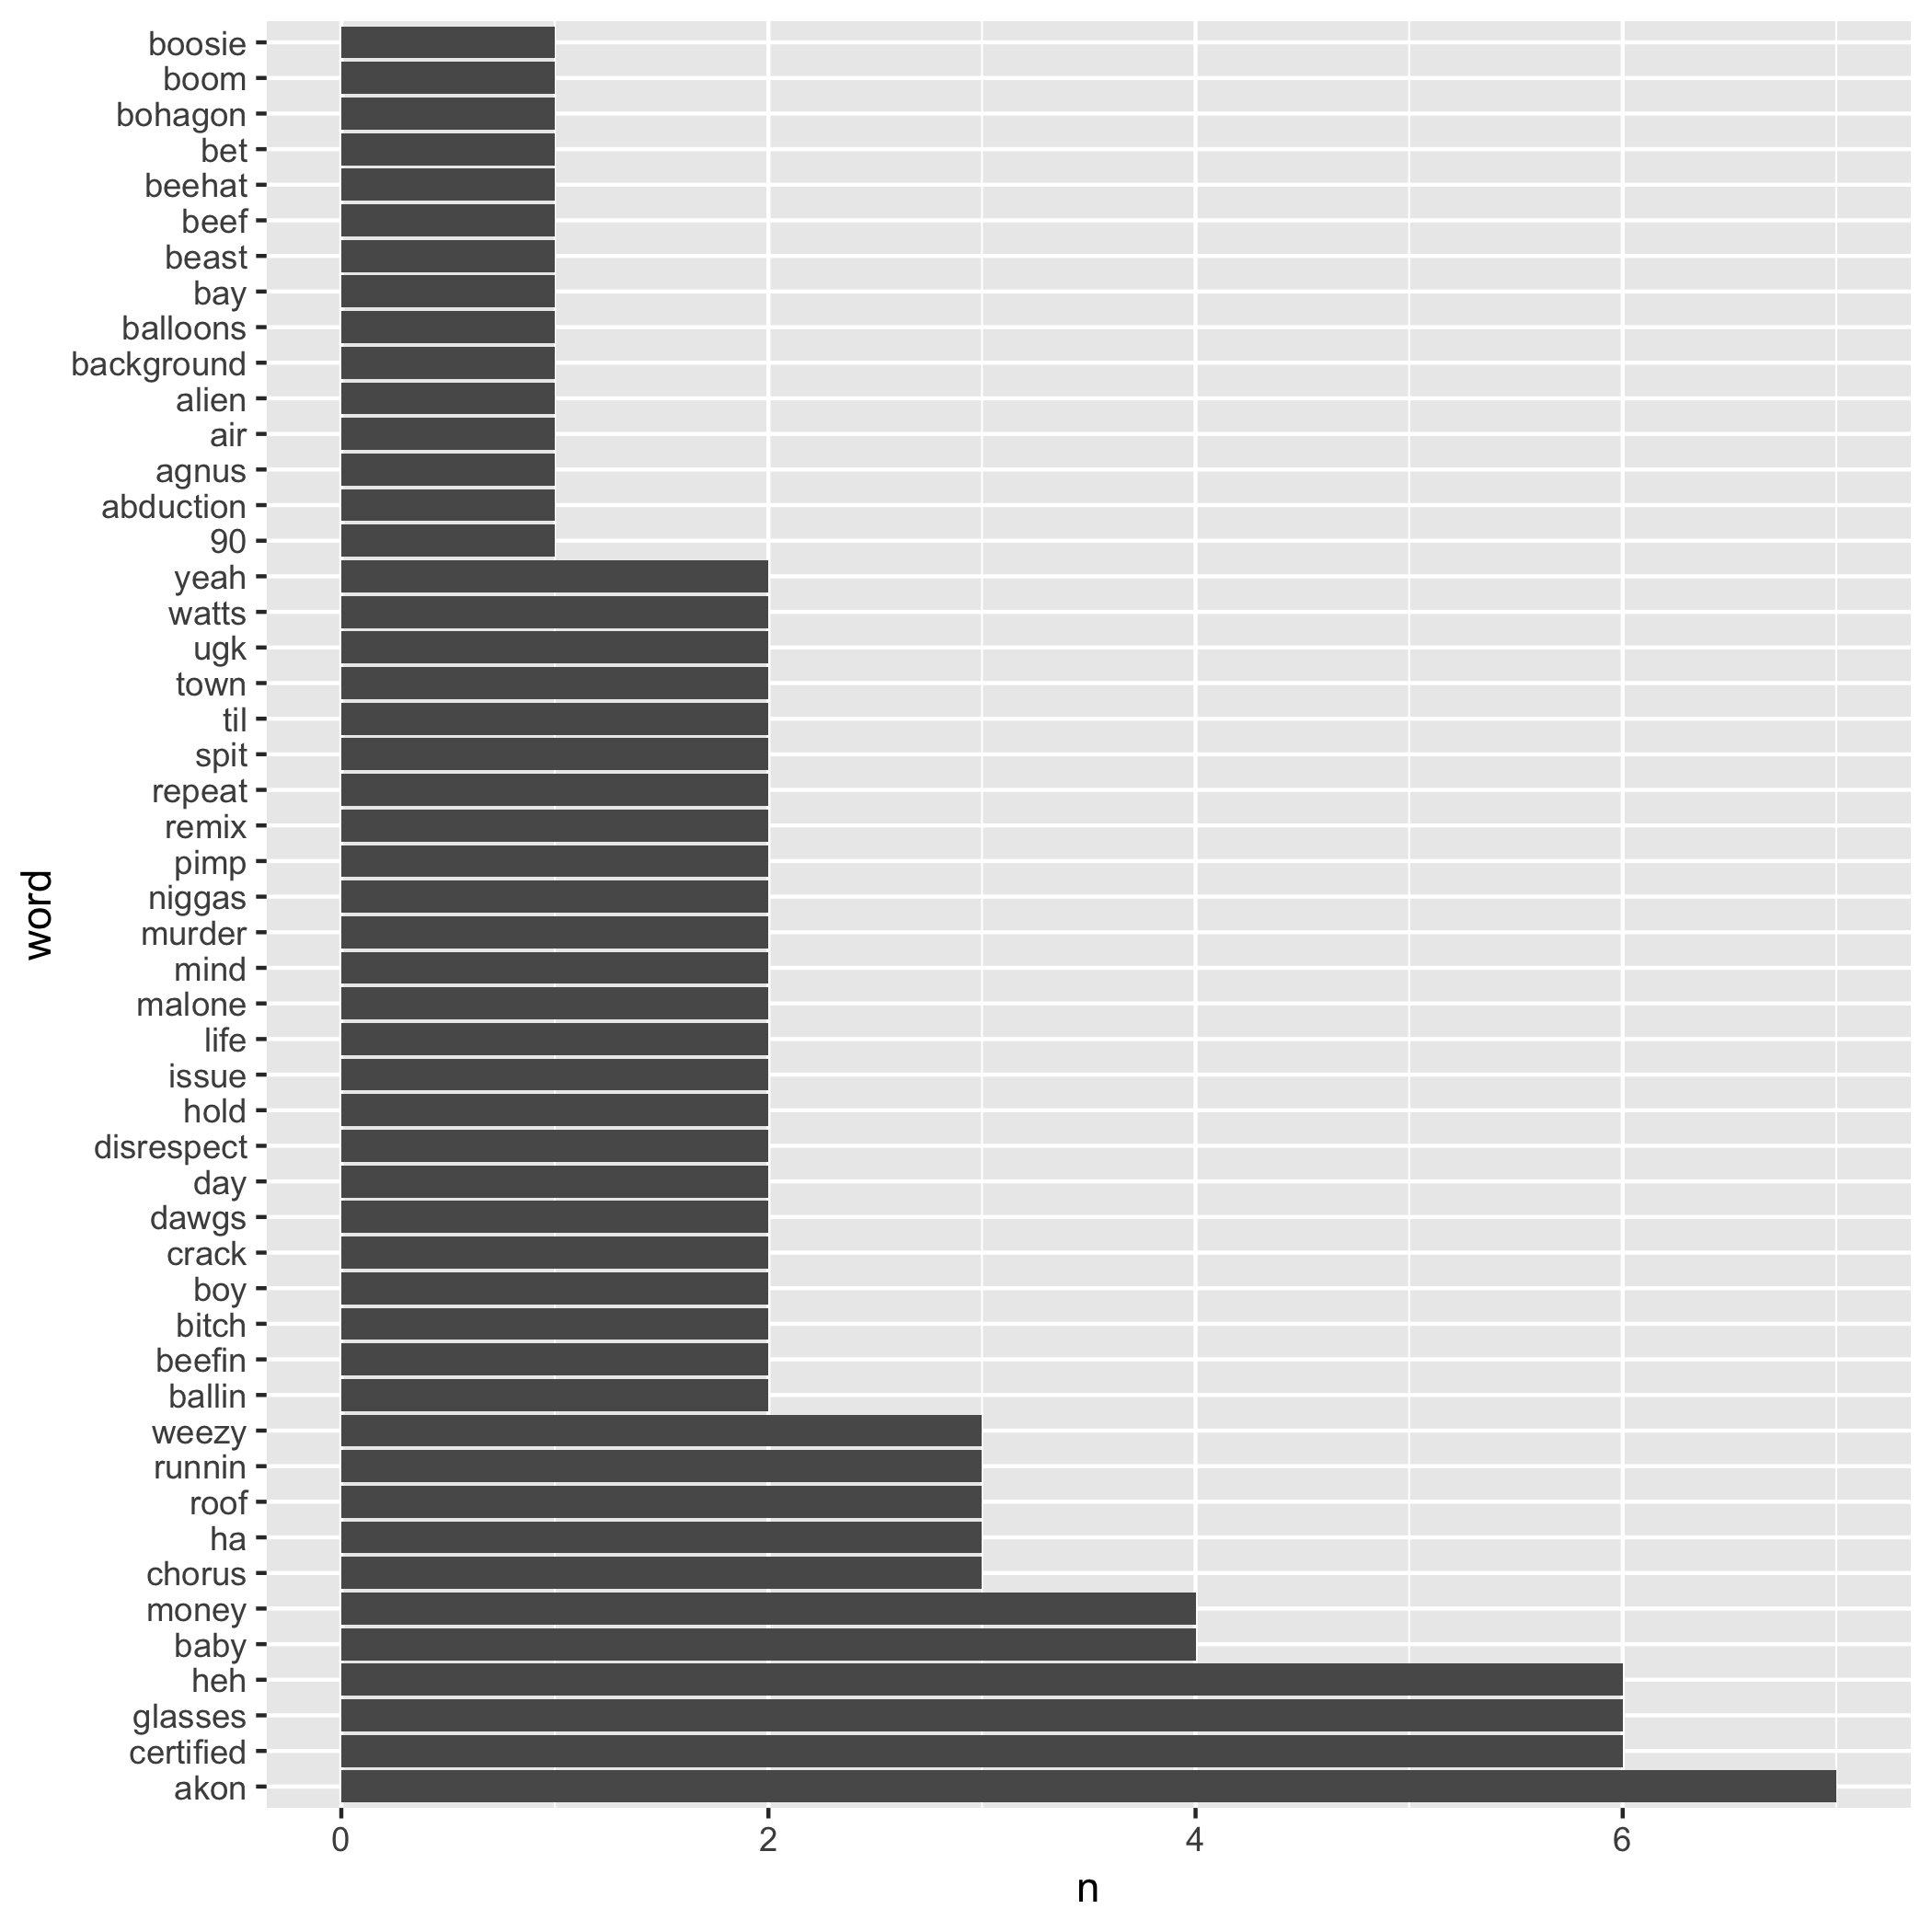 boosie
boom
bohagon
bet
beehat
beef
beast
bay
balloons
background
alien
air
agnus
abduction
90
yeah
watts
ugk
town
til
spit
repeat
remix
pimp
niggas
murder
mind
malone
life
issue
hold
disrespect
day
dawgs
crack
boy
bitch
beefin
ballin
weezy
runnin
roof
ha
chorus
money
baby
heh
glasses
certified
akon
word
0 2 4 6
n